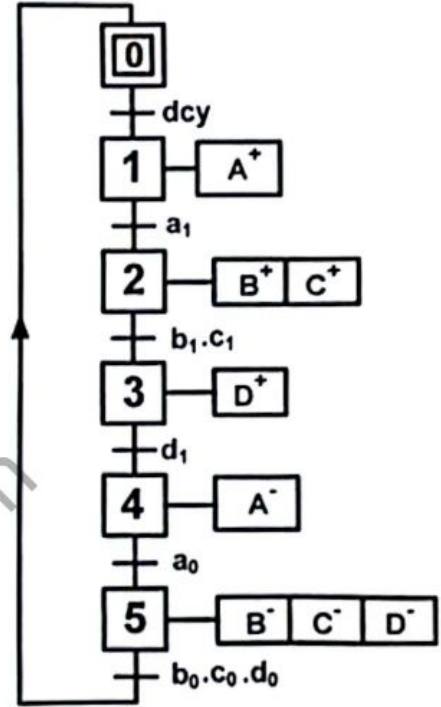 0
dcy
1 A⁺
a₁
2 B⁺ C⁺
b₁.c₁
3 D⁺
d₁
4 A⁻
a₀
5 B⁻ C⁻ D⁻
b₀.c₀.d₀